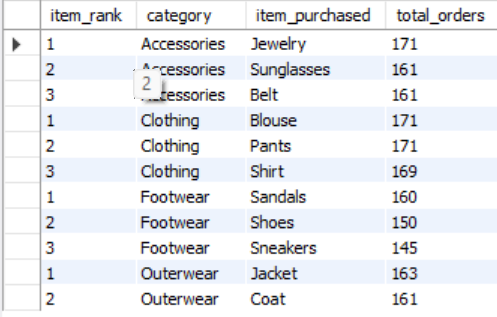 item_rank category item_purchased total_orders
1 Accessories Jewelry 171
2 Accessories Sunglasses 161
2
3 Accessories Belt 161
1 Clothing Blouse 171
2 Clothing Pants 171
3 Clothing Shirt 169
1 Footwear Sandals 160
2 Footwear Shoes 150
3 Footwear Sneakers 145
1 Outerwear Jacket 163
2 Outerwear Coat 161